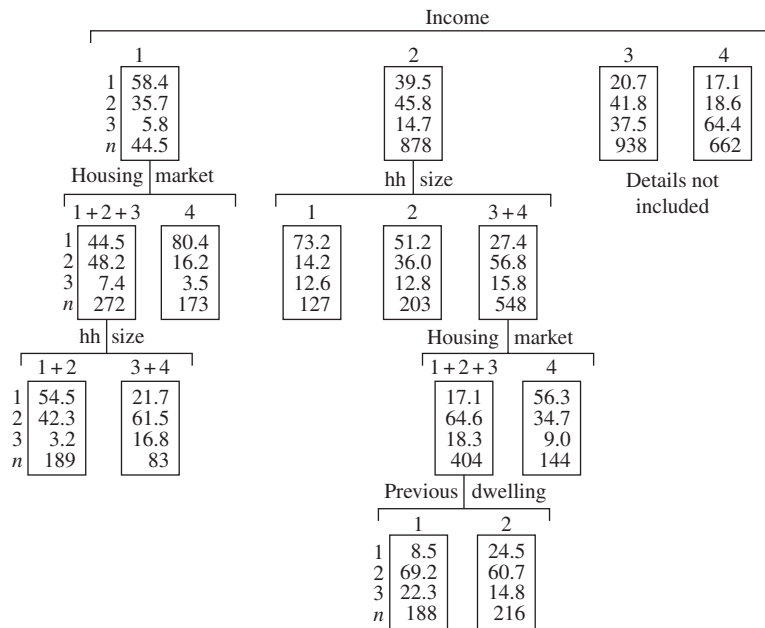 Income
1 2 3 4
1 58.4 39.5 20.7 17.1
2 35.7 45.8 41.8 18.6
3 5.8 14.7 37.5 64.4
n 44.5 878 938 662
Housing market hh size Details not
included
1 + 2 + 3 4 1 2 3 + 4
1 44.5 80.4 73.2 51.2 27.4
2 48.2 16.2 14.2 36.0 56.8
3 7.4 3.5 12.6 12.8 15.8
n 272 173 127 203 548
hh size Housing market
1 + 2 3 + 4 1 + 2 + 3 4
1 54.5 21.7 17.1 56.3
2 42.3 61.5 64.6 34.7
3 3.2 16.8 18.3 9.0
n 189 83 404 144
Previous dwelling
1 2
1 8.5 24.5
2 69.2 60.7
3 22.3 14.8
n 188 216